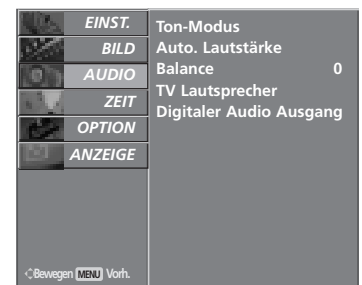 EINST.
BILD
AUDIO
ZEIT
OPTION
ANZEIGE
Bewegen MENU Vorh.
Ton-Modus
Auto. Lautstärke
Balance 0
TV Lautsprecher
Digitaler Audio Ausgang